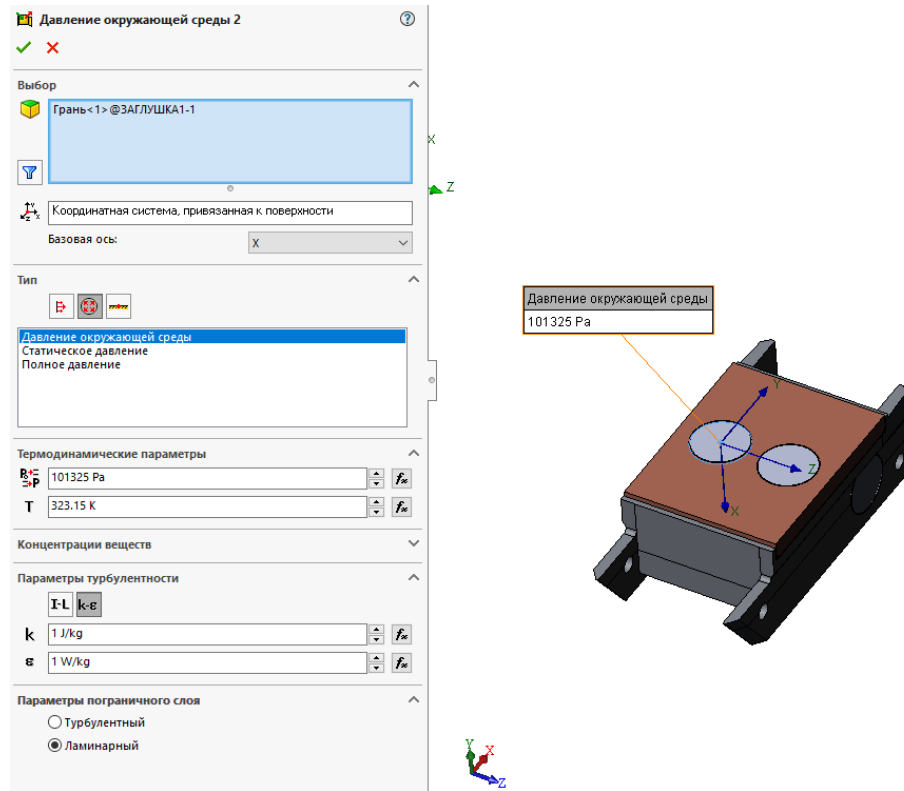 Давление окружающей среды 2
Выбор
Грань<1>@ЗАГЛУШКА1-1
Координатная система, привязанная к поверхности
Базовая ось:
X
Тип
Давление окружающей среды
Статическое давление
Полное давление
Термодинамические параметры
101325 Pa
T
323.15 K
Концентрации веществ
Параметры турбулентности
I-L
k-ε
k
1 J/kg
ε
1 W/kg
Параметры пограничного слоя
Турбулентный
Ламинарный
X
Z
Давление окружающей среды
101325 Pa
Y
Z
X
Y
X
Z